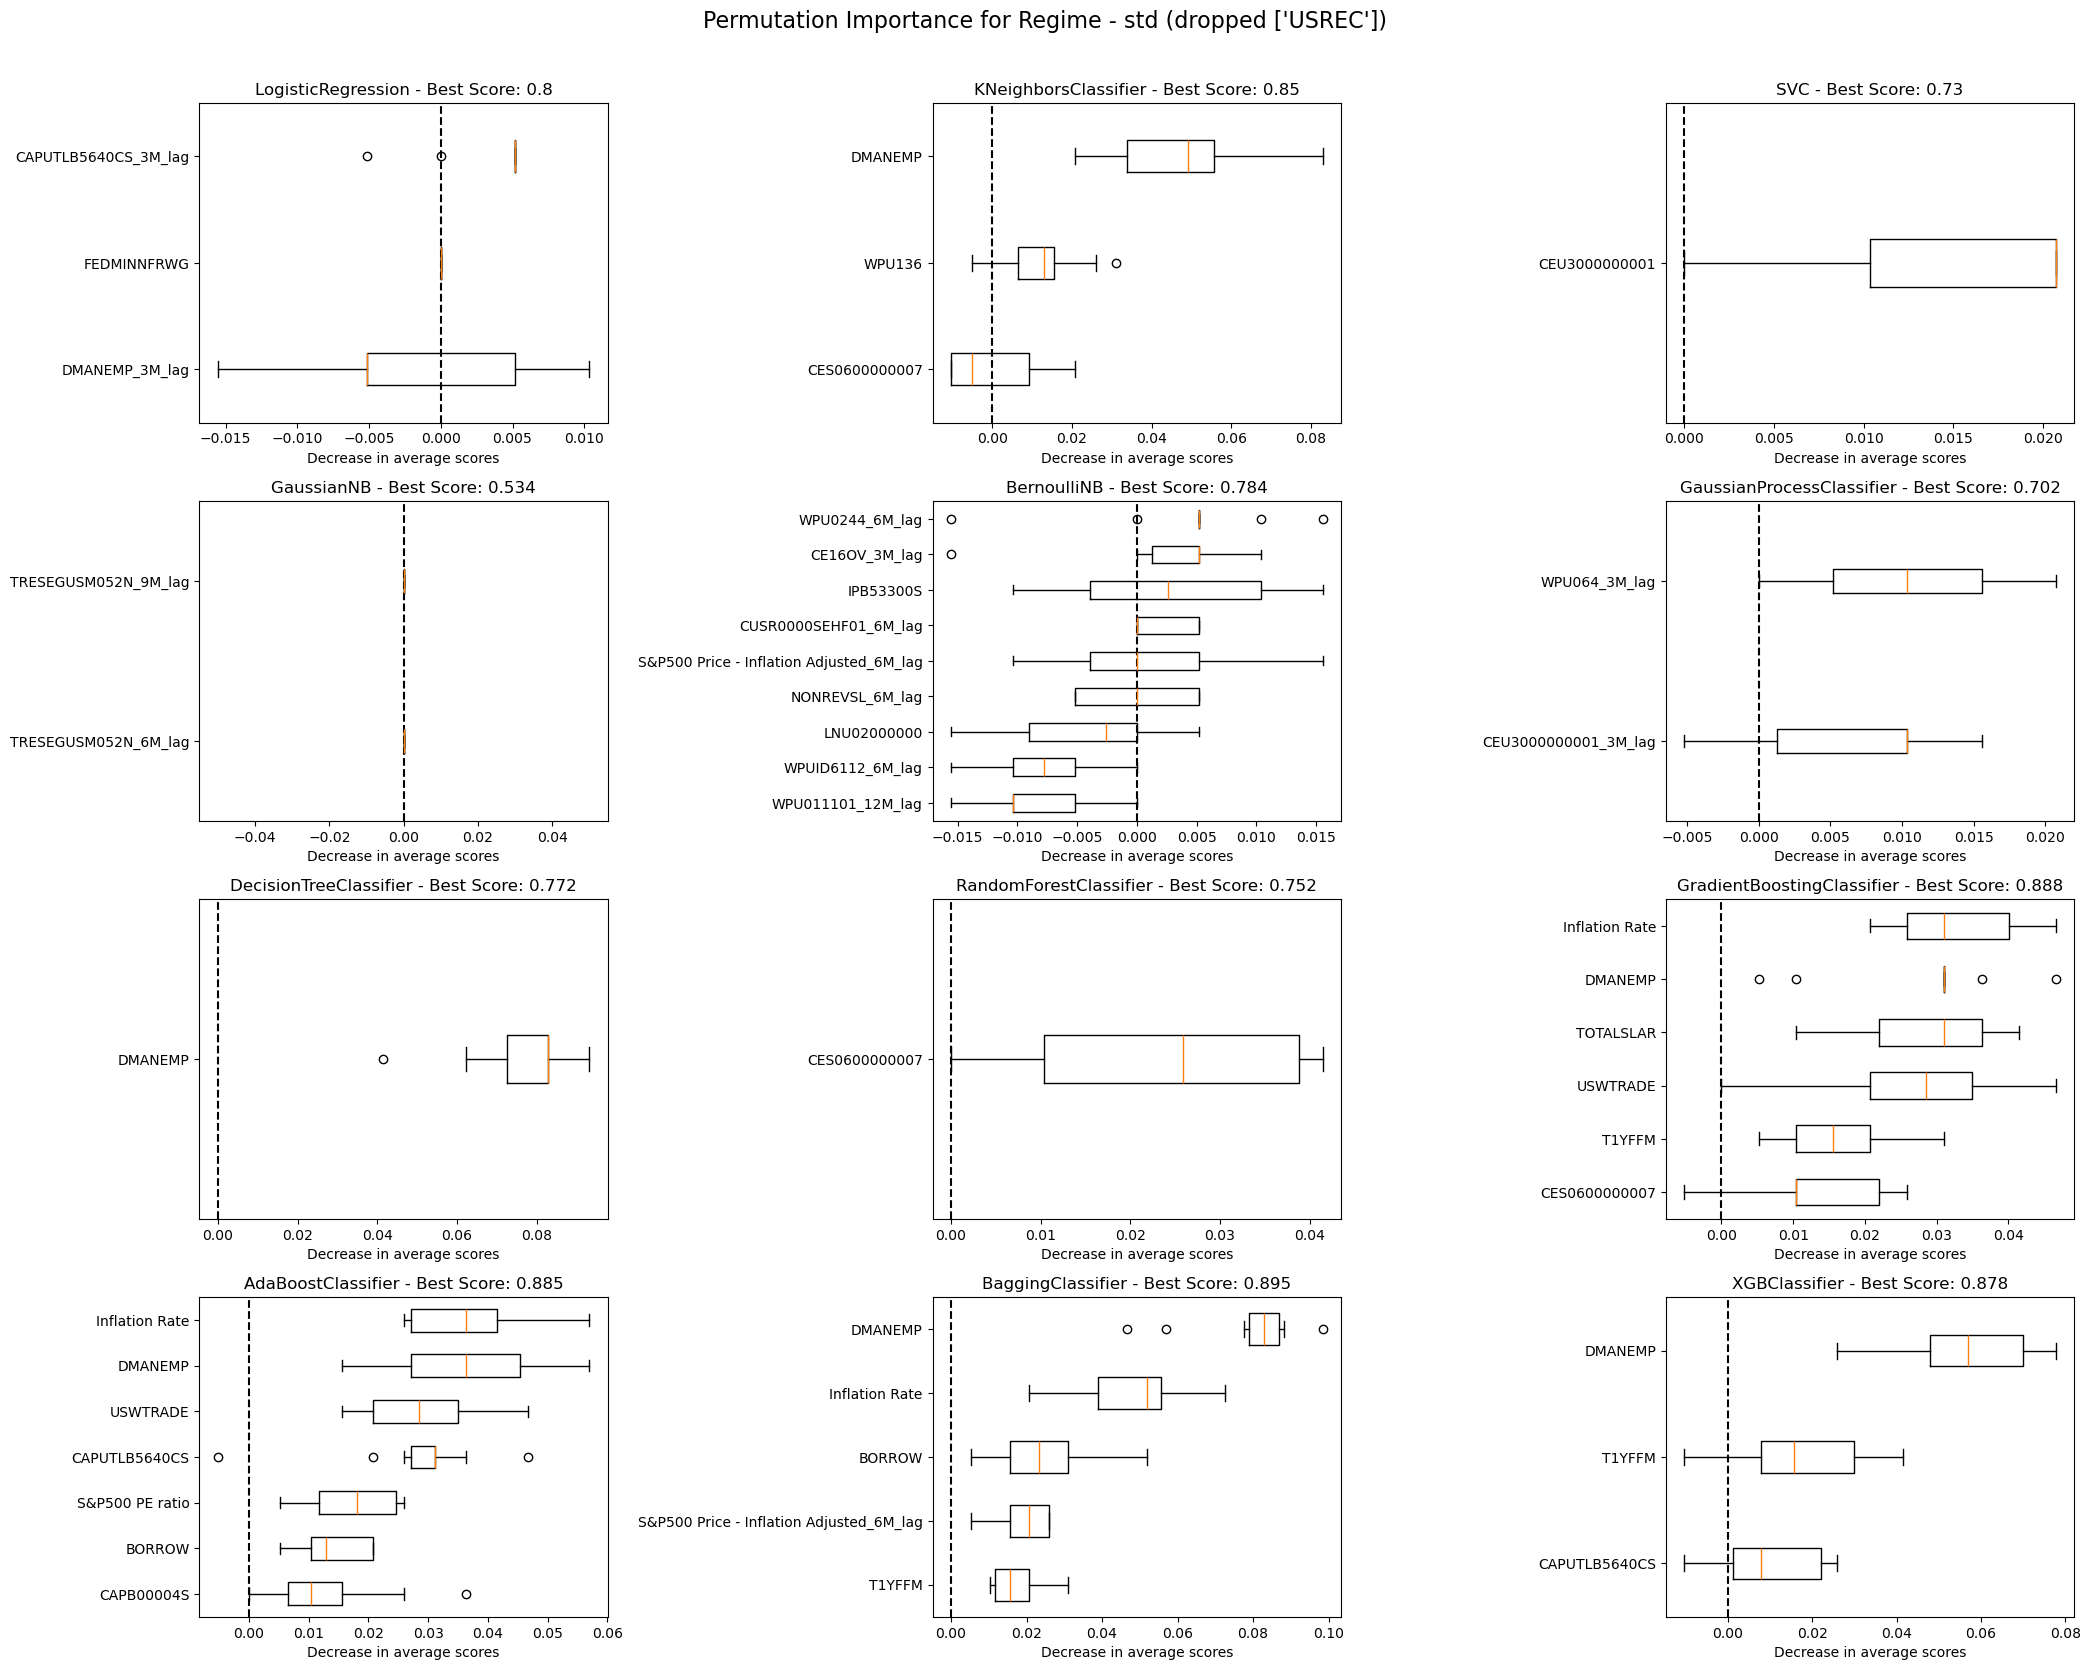 Permutation Importance for Regime - std (dropped ['USREC'])
LogisticRegression - Best Score: 0.8
CAPUTLB5640CS_3M_lag
FEDMINNFRWG
DMANEMP_3M_lag
−0.015 −0.010 −0.005 0.000 0.005 0.010
Decrease in average scores
KNeighborsClassifier - Best Score: 0.85
DMANEMP
WPU136
CES0600000007
0.00 0.02 0.04 0.06 0.08
Decrease in average scores
SVC - Best Score: 0.73
CEU3000000001
0.000 0.005 0.010 0.015 0.020
Decrease in average scores
GaussianNB - Best Score: 0.534
TRESEGUSM052N_9M_lag
TRESEGUSM052N_6M_lag
−0.04 −0.02 0.00 0.02 0.04
Decrease in average scores
BernoulliNB - Best Score: 0.784
WPU0244_6M_lag
CE16OV_3M_lag
IPB53300S
CUSR0000SEHF01_6M_lag
S&P500 Price - Inflation Adjusted_6M_lag
NONREVSL_6M_lag
LNU02000000
WPUID6112_6M_lag
WPU011101_12M_lag
−0.015 −0.010 −0.005 0.000 0.005 0.010 0.015
Decrease in average scores
GaussianProcessClassifier - Best Score: 0.702
WPU064_3M_lag
CEU3000000001_3M_lag
−0.005 0.000 0.005 0.010 0.015 0.020
Decrease in average scores
DecisionTreeClassifier - Best Score: 0.772
DMANEMP
0.00 0.02 0.04 0.06 0.08
Decrease in average scores
RandomForestClassifier - Best Score: 0.752
CES0600000007
0.00 0.01 0.02 0.03 0.04
Decrease in average scores
GradientBoostingClassifier - Best Score: 0.888
Inflation Rate
DMANEMP
TOTALSLAR
USWTRADE
T1YFFM
CES0600000007
0.00 0.01 0.02 0.03 0.04
Decrease in average scores
AdaBoostClassifier - Best Score: 0.885
Inflation Rate
DMANEMP
USWTRADE
CAPUTLB5640CS
S&P500 PE ratio
BORROW
CAPB00004S
0.00 0.01 0.02 0.03 0.04 0.05 0.06
Decrease in average scores
BaggingClassifier - Best Score: 0.895
DMANEMP
Inflation Rate
BORROW
S&P500 Price - Inflation Adjusted_6M_lag
T1YFFM
0.00 0.02 0.04 0.06 0.08 0.10
Decrease in average scores
XGBClassifier - Best Score: 0.878
DMANEMP
T1YFFM
CAPUTLB5640CS
0.00 0.02 0.04 0.06 0.08
Decrease in average scores